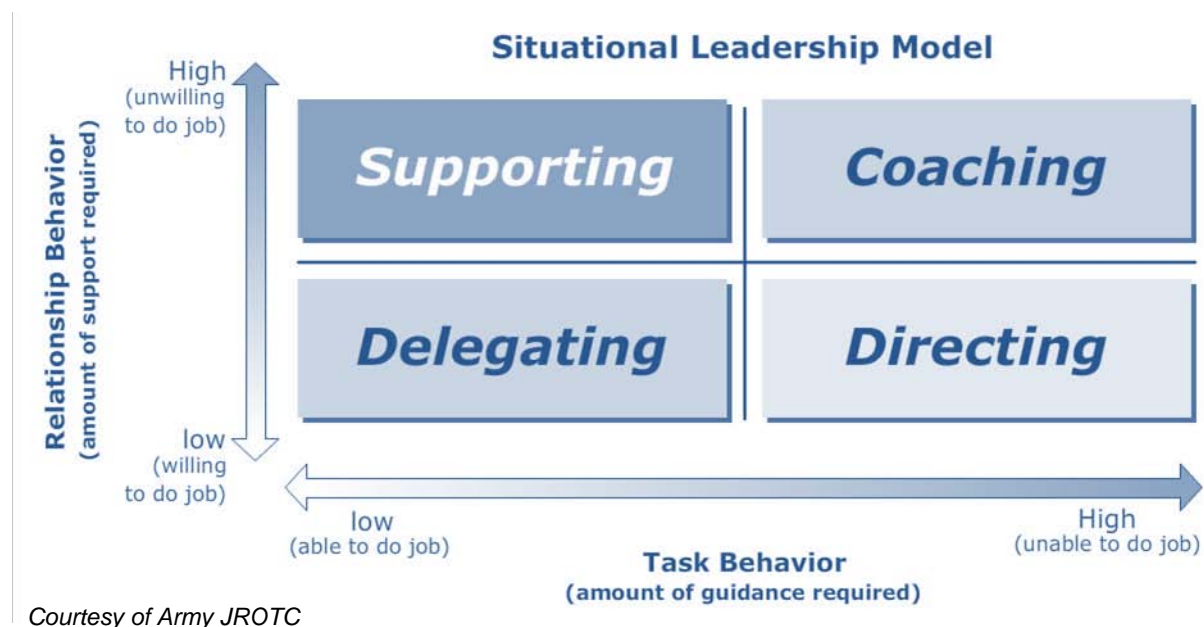 Situational Leadership Model
High
(unwilling
to do job)
Relationship Behavior
(amount of support required)
Supporting
Coaching
Delegating
Directing
low
(willing
to do job)
low
(able to do job)
High
(unable to do job)
Task Behavior
(amount of guidance required)
Courtesy of Army JROTC